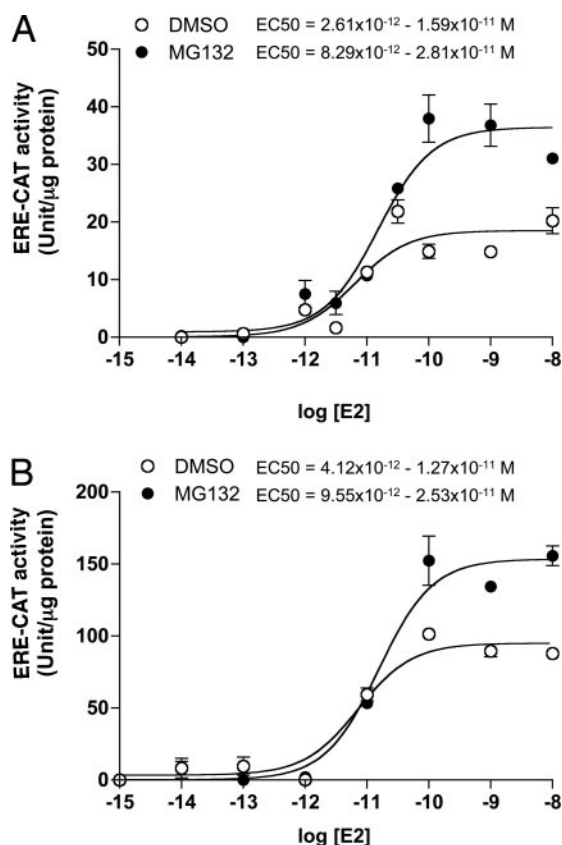 A
DMSO EC50 = 2.61x10-12 - 1.59x10-11 M
MG132 EC50 = 8.29x10-12 - 2.81x10-11 M
ERE-CAT activity
(Unit/μg protein)
50
40
30
20
10
0
-15 -14 -13 -12 -11 -10 -9 -8
log [E2]
B
DMSO EC50 = 4.12x10-12 - 1.27x10-11 M
MG132 EC50 = 9.55x10-12 - 2.53x10-11 M
ERE-CAT activity
(Unit/μg protein)
200
150
100
50
0
-15 -14 -13 -12 -11 -10 -9 -8
log [E2]